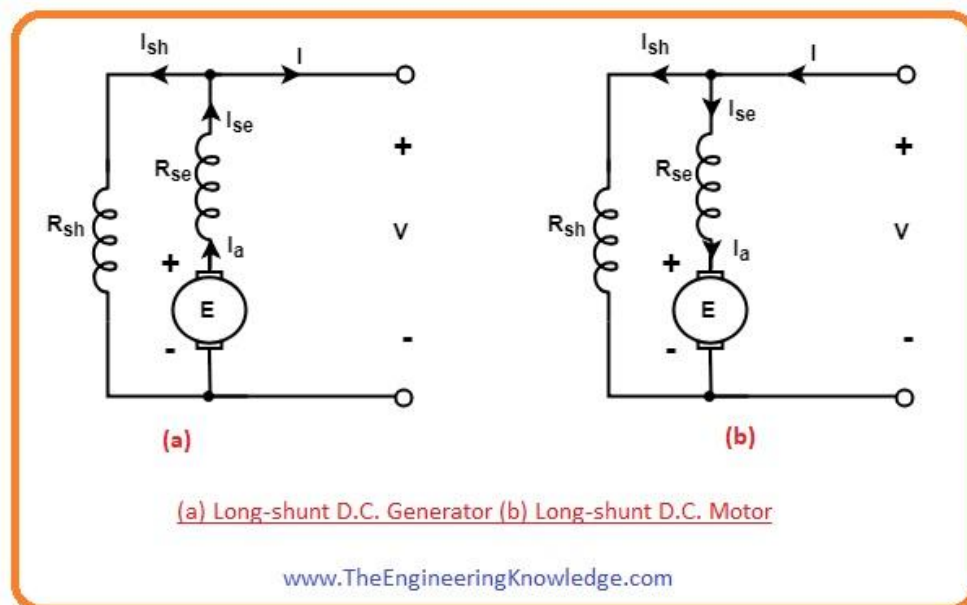 Ish
I
Ise
Rse
Rsh
Ia
+
E
-
+
V
-
(a)
Ish
I
Ise
Rse
Rsh
Ia
+
E
-
+
V
-
(b)
(a) Long-shunt D.C. Generator (b) Long-shunt D.C. Motor
www.TheEngineeringKnowledge.com